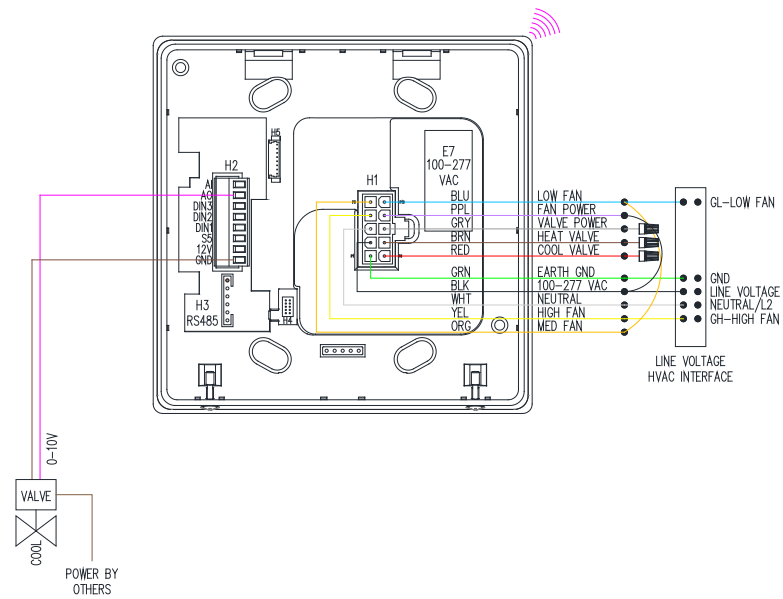 H5
H2
E7
100-277
VAC
H1
AI
AO
DIN3
DIN2
DIN1
S5
12V
GND
BLU LOW FAN
PPL FAN POWER
GRY VALVE POWER
BRN HEAT VALVE
RED COOL VALVE
GRN EARTH GND
BLK 100-277 VAC
WHT NEUTRAL
YEL HIGH FAN
ORG MED FAN
GL-LOW FAN
GND
LINE VOLTAGE
NEUTRAL/L2
GH-HIGH FAN
H3
RS485
H4
LINE VOLTAGE
HVAC INTERFACE
0-10V
VALVE
COOL
POWER BY
OTHERS